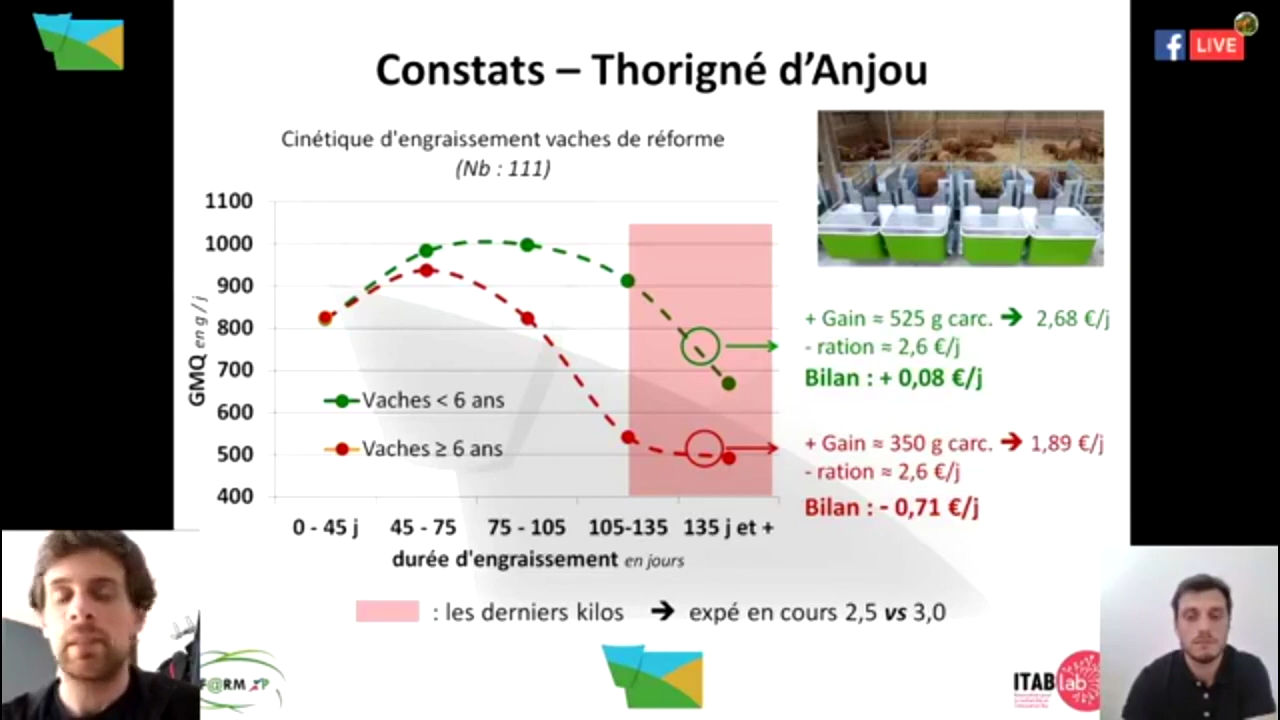 LIVE
Constats – Thorigné d'Anjou
Cinétique d'engraissement vaches de réforme
(Nb : 111)
GMQ en g / j
1100
1000
900
800
700
600
500
400
Vaches < 6 ans
Vaches ≥ 6 ans
0 - 45 j 45 - 75 75 - 105 105-135 135 j et +
durée d'engraissement en jours
+ Gain ≈ 525 g carc. ➔ 2,68 €/j
- ration ≈ 2,6 €/j
Bilan : + 0,08 €/j
+ Gain ≈ 350 g carc. ➔ 1,89 €/j
- ration ≈ 2,6 €/j
Bilan : - 0,71 €/j
: les derniers kilos ➔ expé en cours 2,5 vs 3,0
F@RM XP
ITAB lab